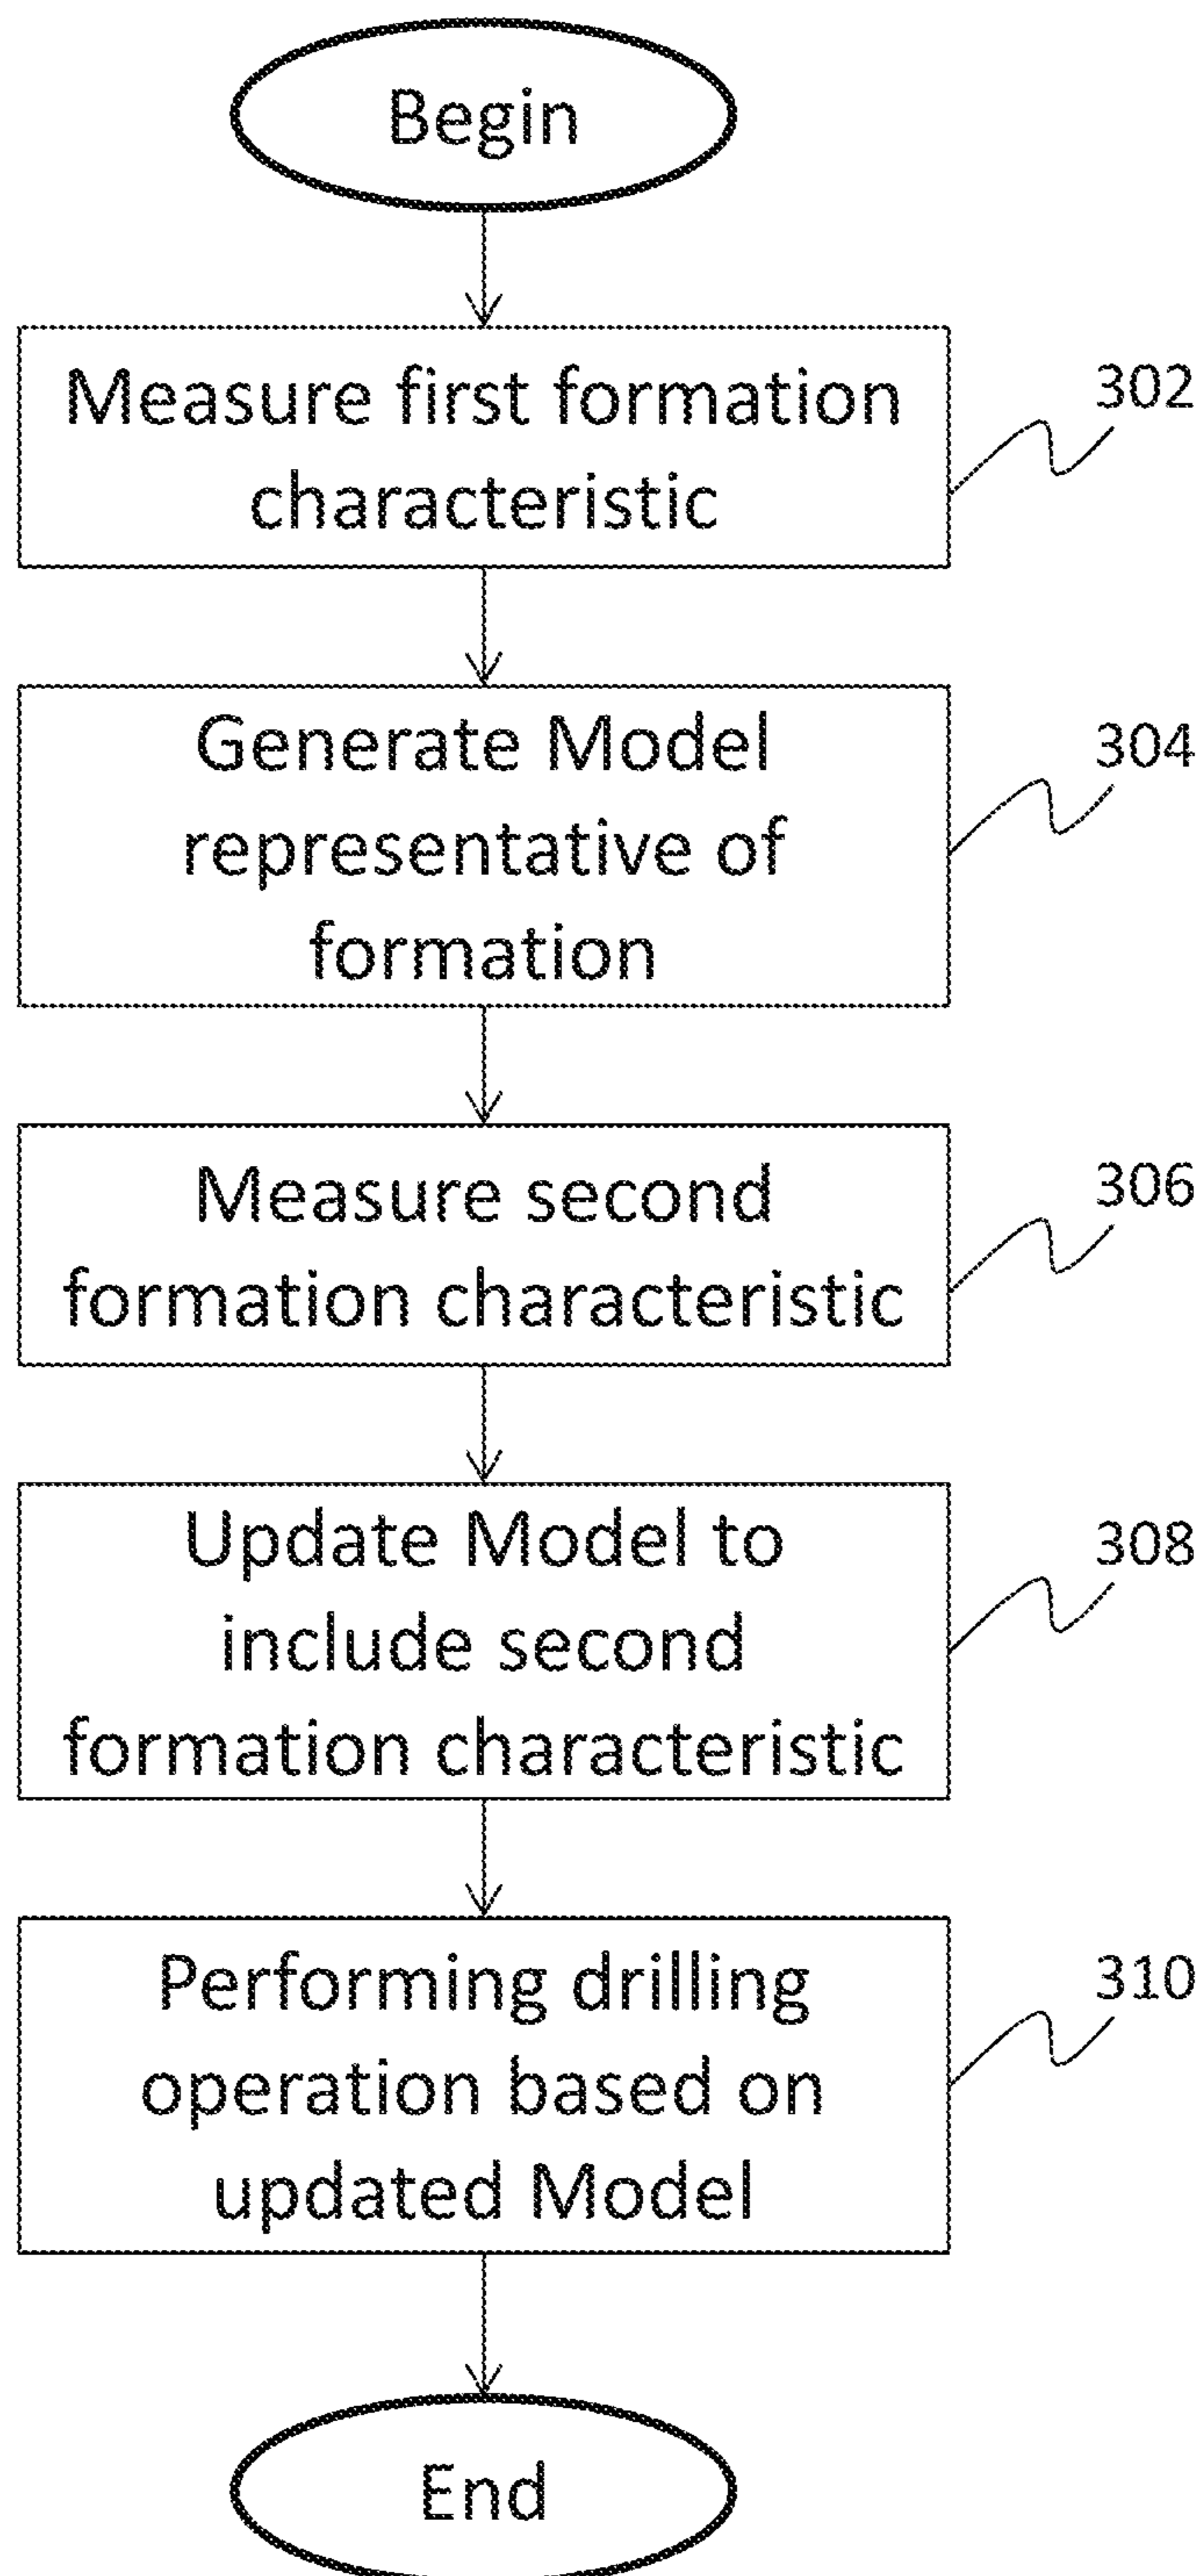 Begin
Measure first formation
characteristic
302
Generate Model
representative of
formation
304
Measure second
formation characteristic
306
Update Model to
include second
formation characteristic
308
Performing drilling
operation based on
updated Model
310
End